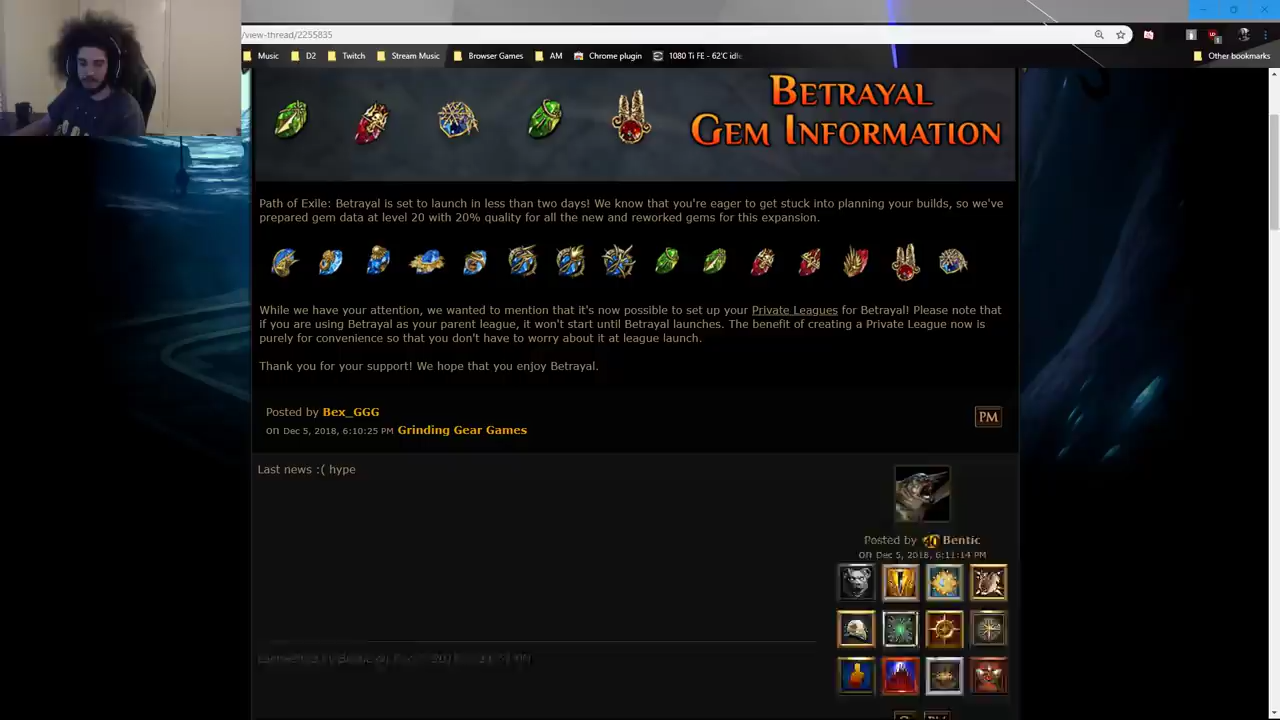 /view-thread/2255835
Music
D2
Twitch
Stream Music
Browser Games
AM
Chrome plugin
1080 Ti FE - 62°C idle
Other bookmarks
BETRAYAL
GEM INFORMATION
Path of Exile: Betrayal is set to launch in less than two days! We know that you're eager to get stuck into planning your builds, so we've
prepared gem data at level 20 with 20% quality for all the new and reworked gems for this expansion.
While we have your attention, we wanted to mention that it's now possible to set up your Private Leagues for Betrayal! Please note that
if you are using Betrayal as your parent league, it won't start until Betrayal launches. The benefit of creating a Private League now is
purely for convenience so that you don't have to worry about it at league launch.
Thank you for your support! We hope that you enjoy Betrayal.
Posted by Bex_GGG
on Dec 5, 2018, 6:10:25 PM Grinding Gear Games
PM
Last news :( hype
Posted by 40 Bentic
on Dec 5, 2018, 6:11:14 PM